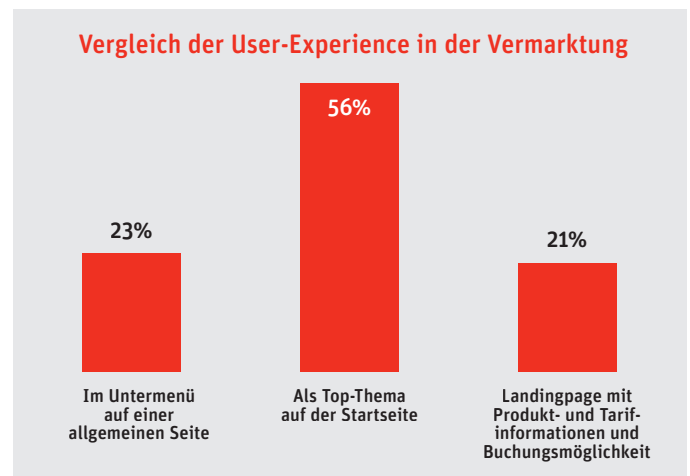 Vergleich der User-Experience in der Vermarktung
56%
23%
21%
Im Untermenü
auf einer
allgemeinen Seite
Als Top-Thema
auf der Startseite
Landingpage mit
Produkt- und Tarif-
informationen und
Buchungsmöglichkeit